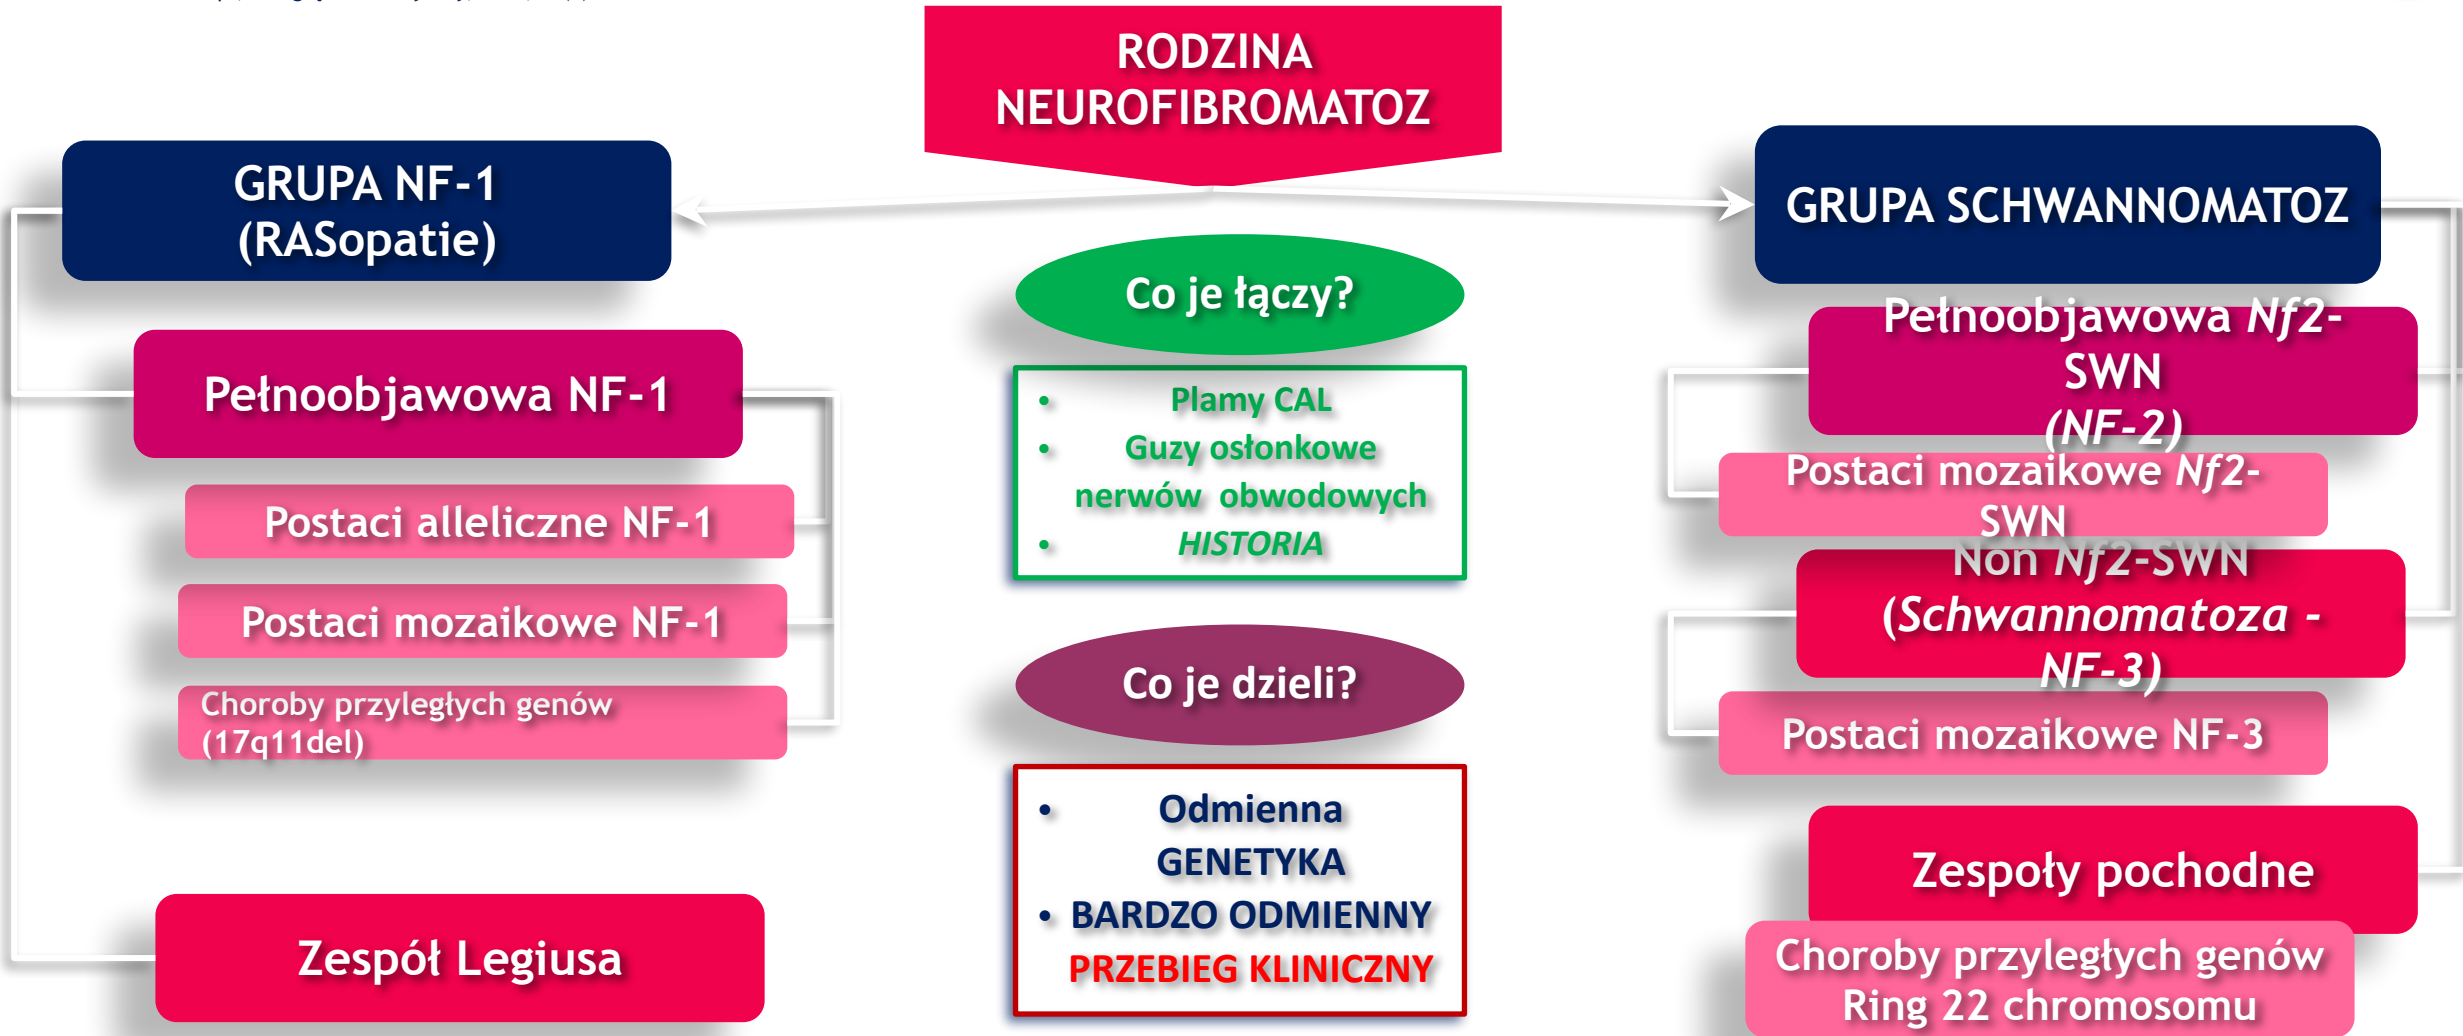 RODZINA
NEUROFIBROMATOZ
GRUPA NF-1
(RASopatie)
Pełnoobjawowa NF-1
Postaci alleliczne NF-1
Postaci mozaikowe NF-1
Choroby przyległych genów
(17q11del)
Zespół Legiusa
Co je łączy?
• Plamy CAL
• Guzy osłonkowe
nerwów obwodowych
• HISTORIA
Co je dzieli?
• Odmienna
GENETYKA
• BARDZO ODMIENNY
PRZEBIEG KLINICZNY
GRUPA SCHWANNOMATOZ
Pełnoobjawowa Nf2-
SWN
(NF-2)
Postaci mozaikowe Nf2-
SWN
Non Nf2-SWN
(Schwannomatoza -
NF-3)
Postaci mozaikowe NF-3
Zespoły pochodne
Choroby przyległych genów
Ring 22 chromosomu